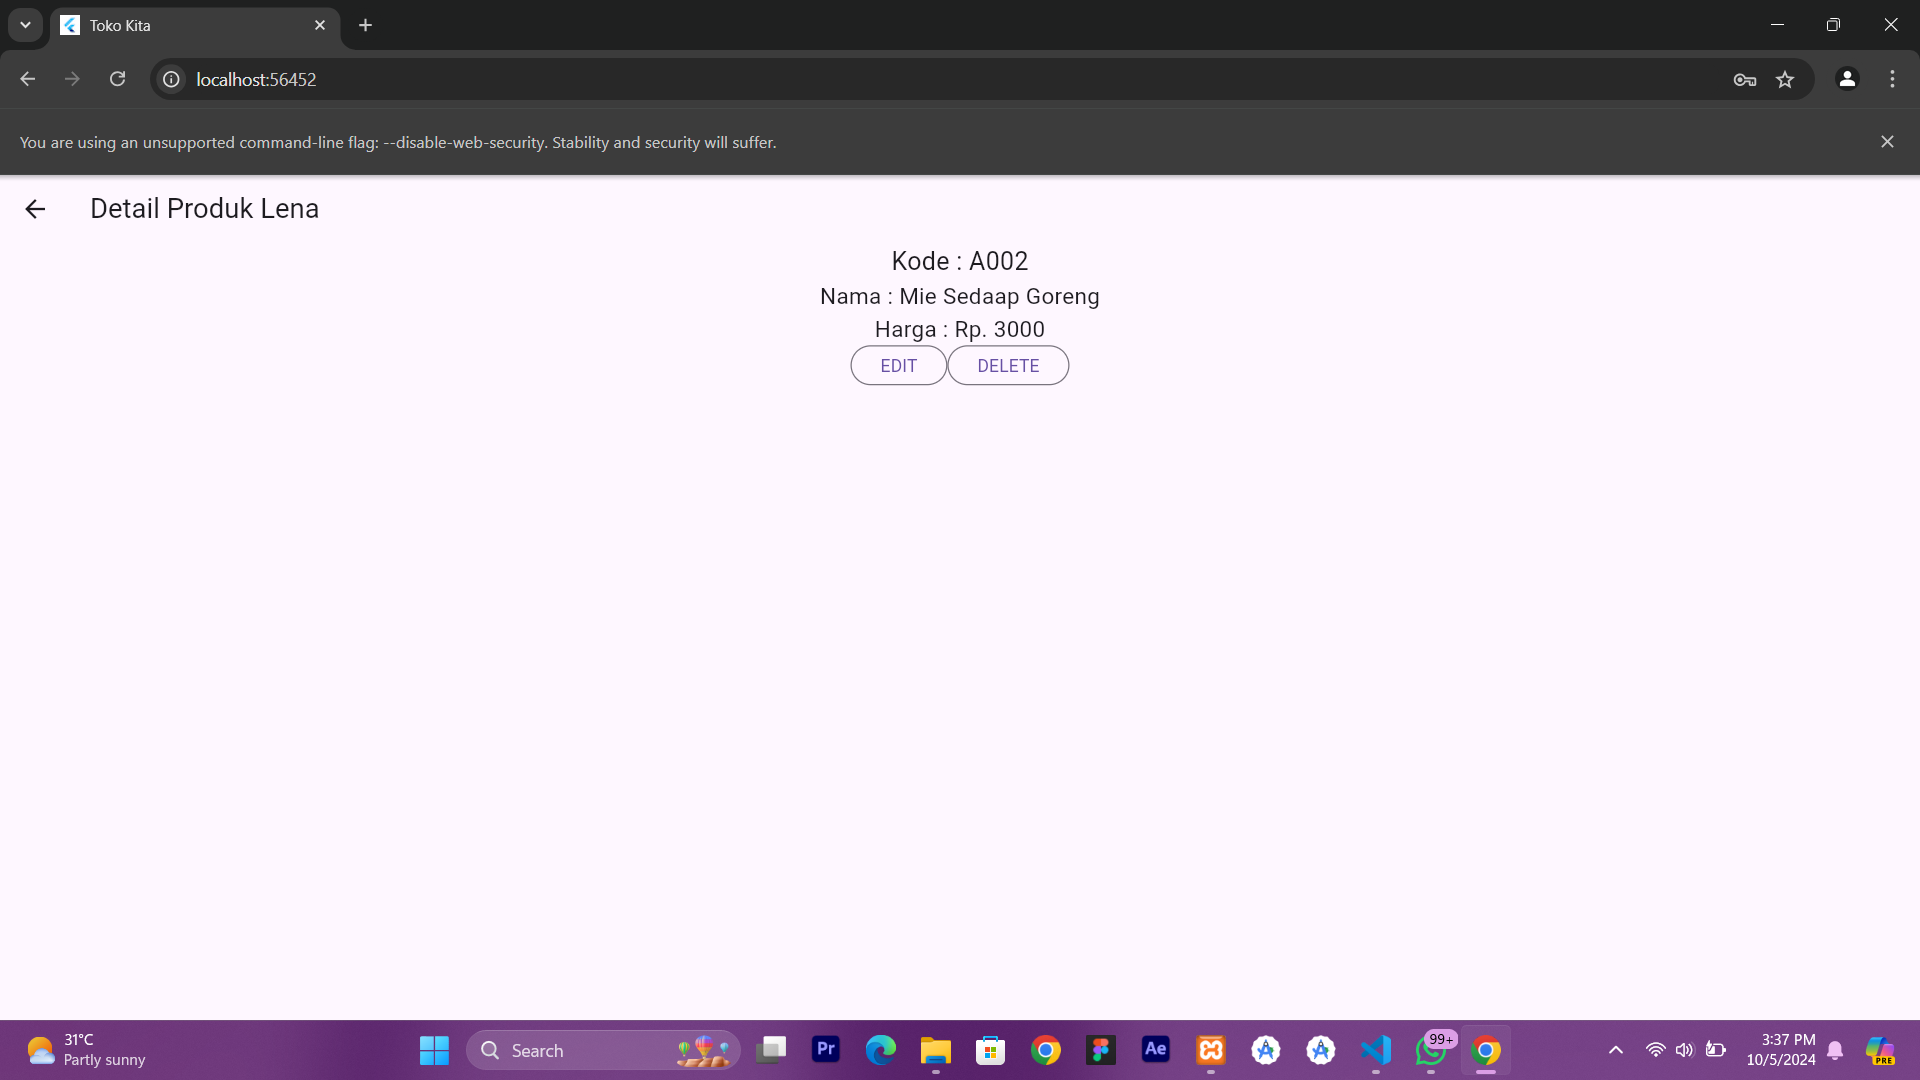 Toko Kita
localhost:56452
You are using an unsupported command-line flag: --disable-web-security. Stability and security will suffer.
Detail Produk Lena
Kode : A002
Nama : Mie Sedaap Goreng
Harga : Rp. 3000
EDIT DELETE
31°C
Partly sunny
Search
Pr
Ae
99+
3:37 PM
10/5/2024
PRE